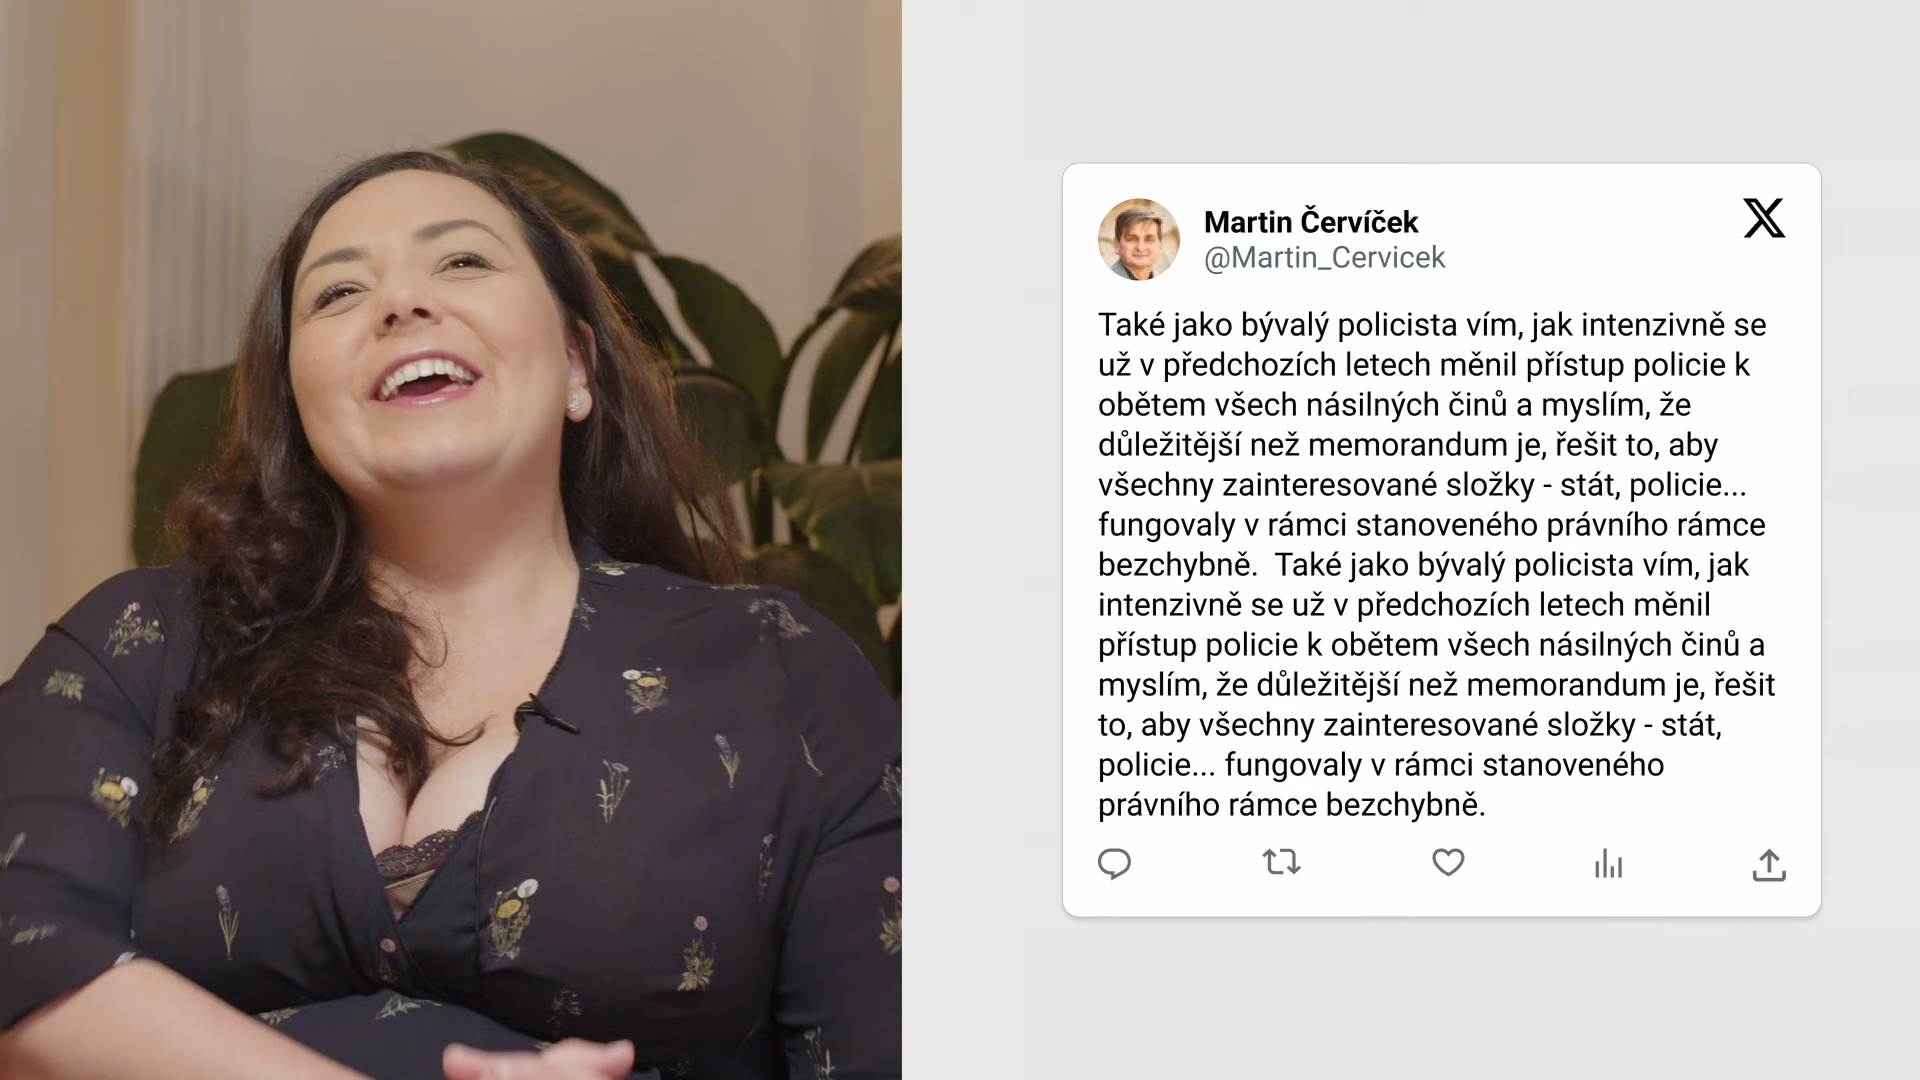 Martin Červíček
@Martin_Cervicek
Také jako bývalý policista vím, jak intenzivně se
už v předchozích letech měnil přístup policie k
obětem všech násilných činů a myslím, že
důležitější než memorandum je, řešit to, aby
všechny zainteresované složky - stát, policie...
fungovaly v rámci stanoveného právního rámce
bezchybně.  Také jako bývalý policista vím, jak
intenzivně se už v předchozích letech měnil
přístup policie k obětem všech násilných činů a
myslím, že důležitější než memorandum je, řešit
to, aby všechny zainteresované složky - stát,
policie... fungovaly v rámci stanoveného
právního rámce bezchybně.